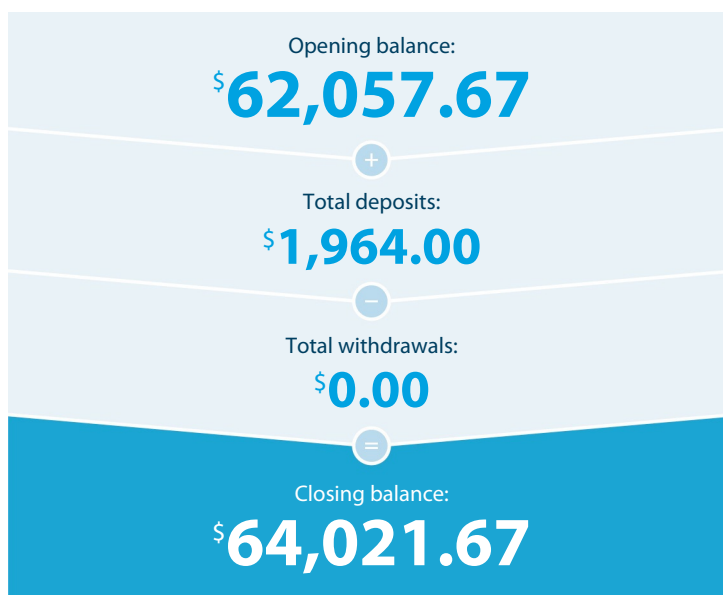 Opening balance:
$62,057.67
+
Total deposits:
$1,964.00
−
Total withdrawals:
$0.00
=
Closing balance:
$64,021.67